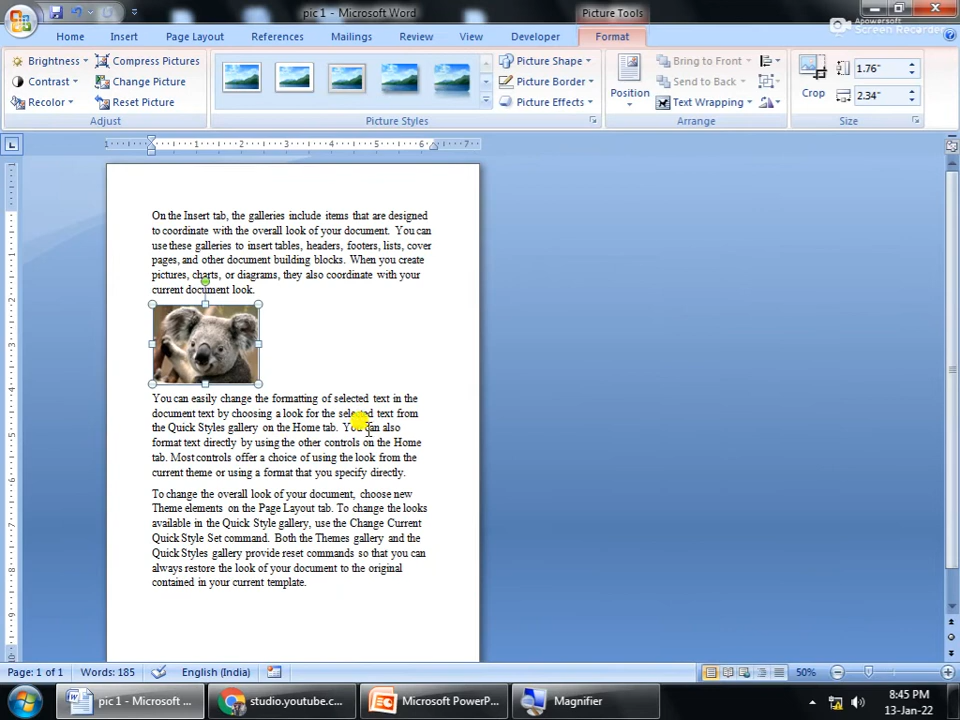 pic 1 - Microsoft Word
Picture Tools
Apowersoft
Screen Recorder
Home
Insert
Page Layout
References
Mailings
Review
View
Developer
Format
Brightness
Compress Pictures
Contrast
Change Picture
Recolor
Reset Picture
Adjust
Picture Shape
Picture Border
Picture Effects
Picture Styles
Position
Bring to Front
Send to Back
Text Wrapping
Arrange
Crop
1.76"
2.34"
Size
1 1 2 3 4 5 6 7
On the Insert tab, the galleries include items that are designed
to coordinate with the overall look of your document. You can
use these galleries to insert tables, headers, footers, lists, cover
pages, and other document building blocks. When you create
pictures, charts, or diagrams, they also coordinate with your
current document look.
You can easily change the formatting of selected text in the
document text by choosing a look for the selected text from
the Quick Styles gallery on the Home tab. You can also
format text directly by using the other controls on the Home
tab. Most controls offer a choice of using the look from the
current theme or using a format that you specify directly.
To change the overall look of your document, choose new
Theme elements on the Page Layout tab. To change the looks
available in the Quick Style gallery, use the Change Current
Quick Style Set command. Both the Themes gallery and the
Quick Styles gallery provide reset commands so that you can
always restore the look of your document to the original
contained in your current template.
Page: 1 of 1
Words: 185
English (India)
50%
pic 1 - Microsoft ...
studio.youtube.c...
Microsoft PowerP...
Magnifier
8:45 PM
13-Jan-22